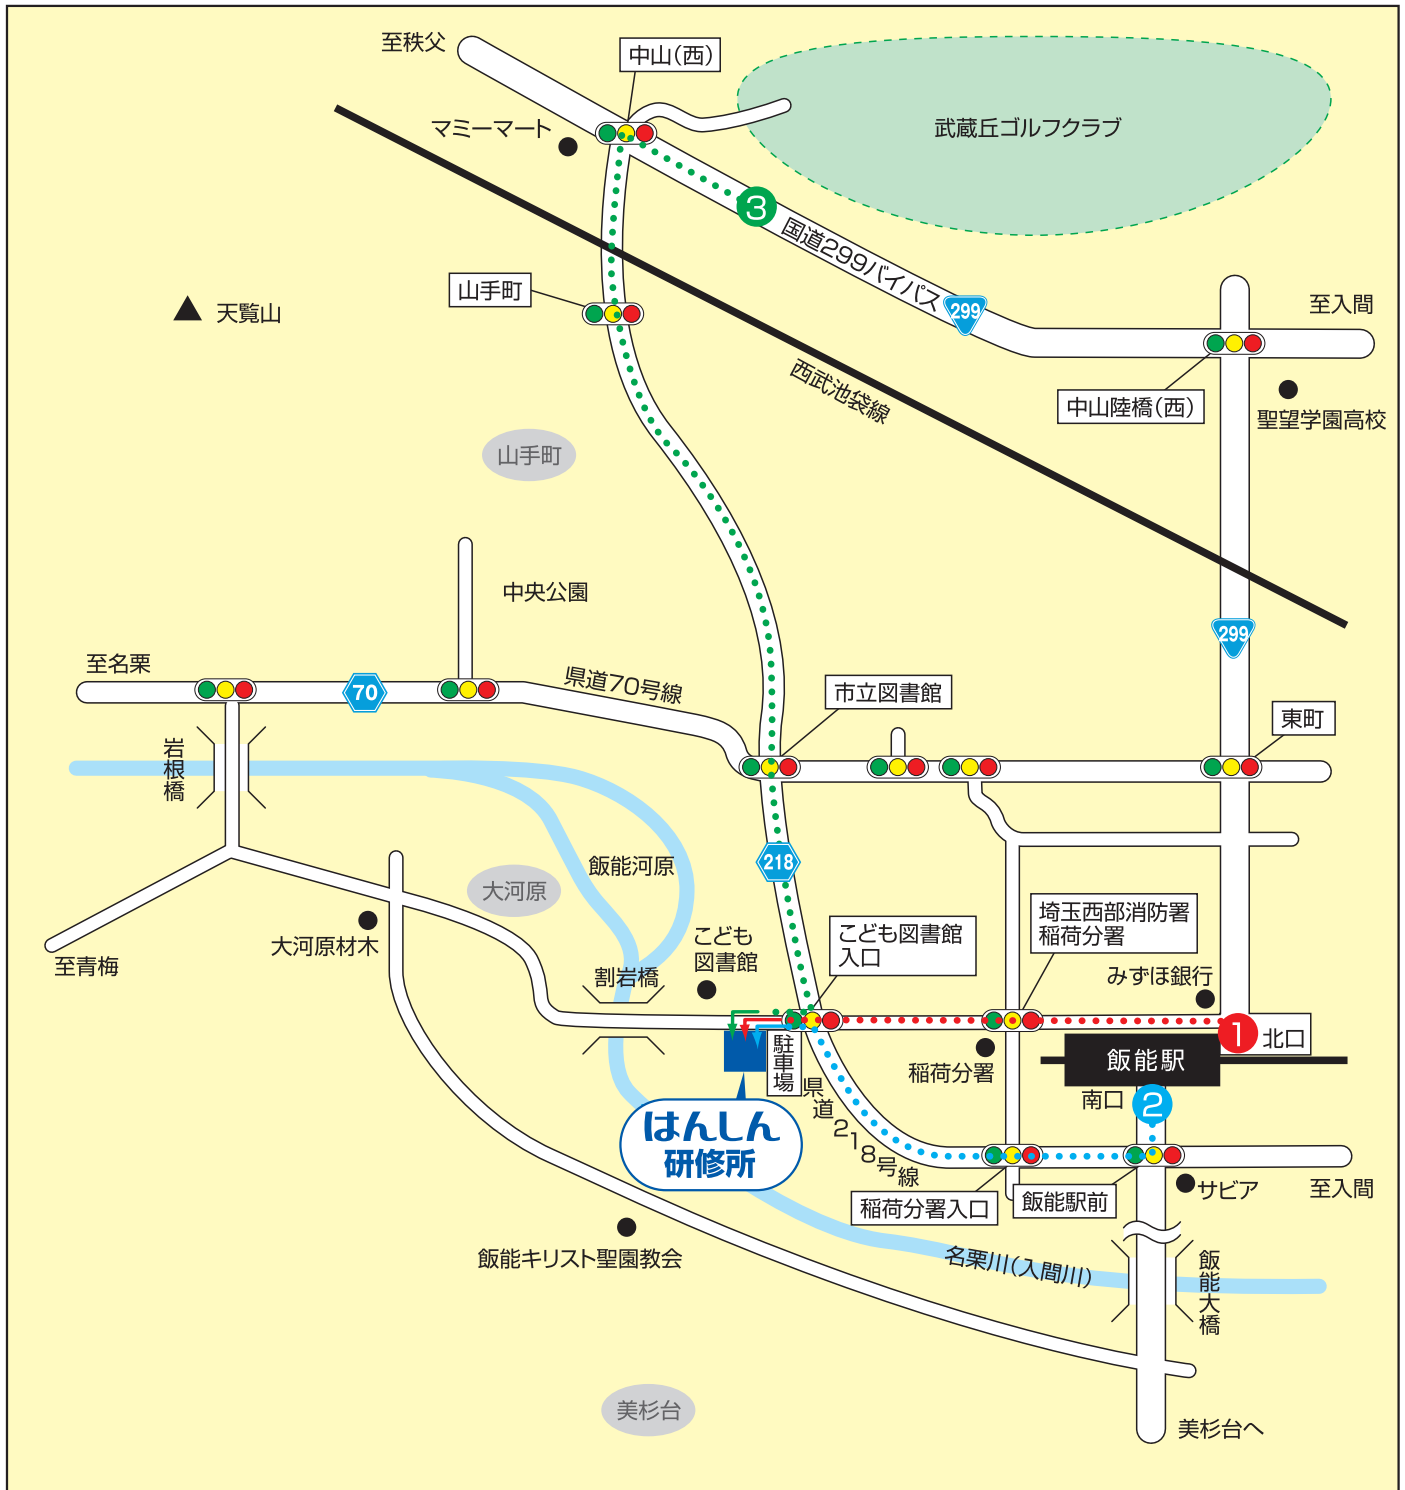 至秩父
中山(西)
マミーマート
武蔵丘ゴルフクラブ
3
国道299バイパス
山手町
天覧山
299
至入間
西武池袋線
中山陸橋(西)
聖望学園高校
山手町
中央公園
299
至名栗
70
県道70号線
市立図書館
東町
岩根橋
飯能河原
218
大河原
大河原材木
こども
図書館
こども図書館
入口
埼玉西部消防署
稲荷分署
至青梅
割岩橋
みずほ銀行
1
北口
駐車場
稲荷分署
飯能駅
南口
2
県道218号線
はんしん
研修所
稲荷分署入口
飯能駅前
サビア
至入間
飯能キリスト聖園教会
名栗川(入間川)
飯能大橋
美杉台
美杉台へ